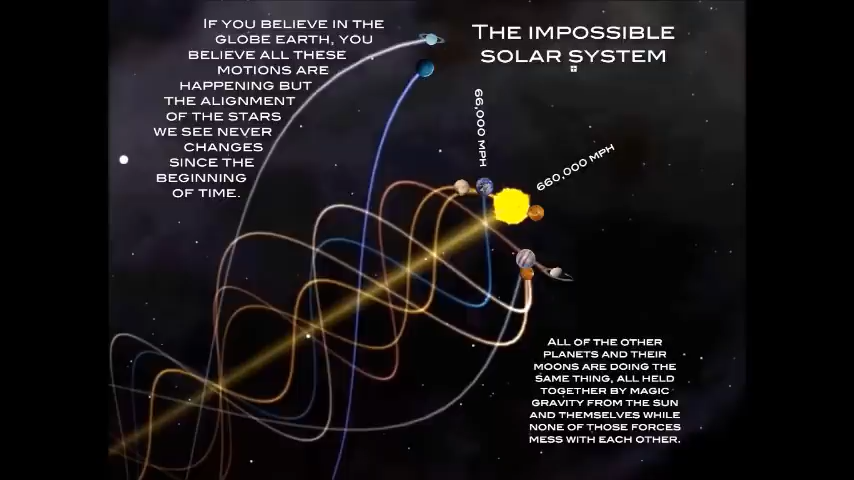 If you believe in the
globe Earth, you
believe all these
motions are
happening but
the alignment
of the stars
we see never
changes
since the
beginning
of time.
The impossible
solar system
66,000 mph
660,000 mph
All of the other
planets and their
moons are doing the
same thing, all held
together by magic
gravity from the sun
and themselves while
none of those forces
mess with each other.